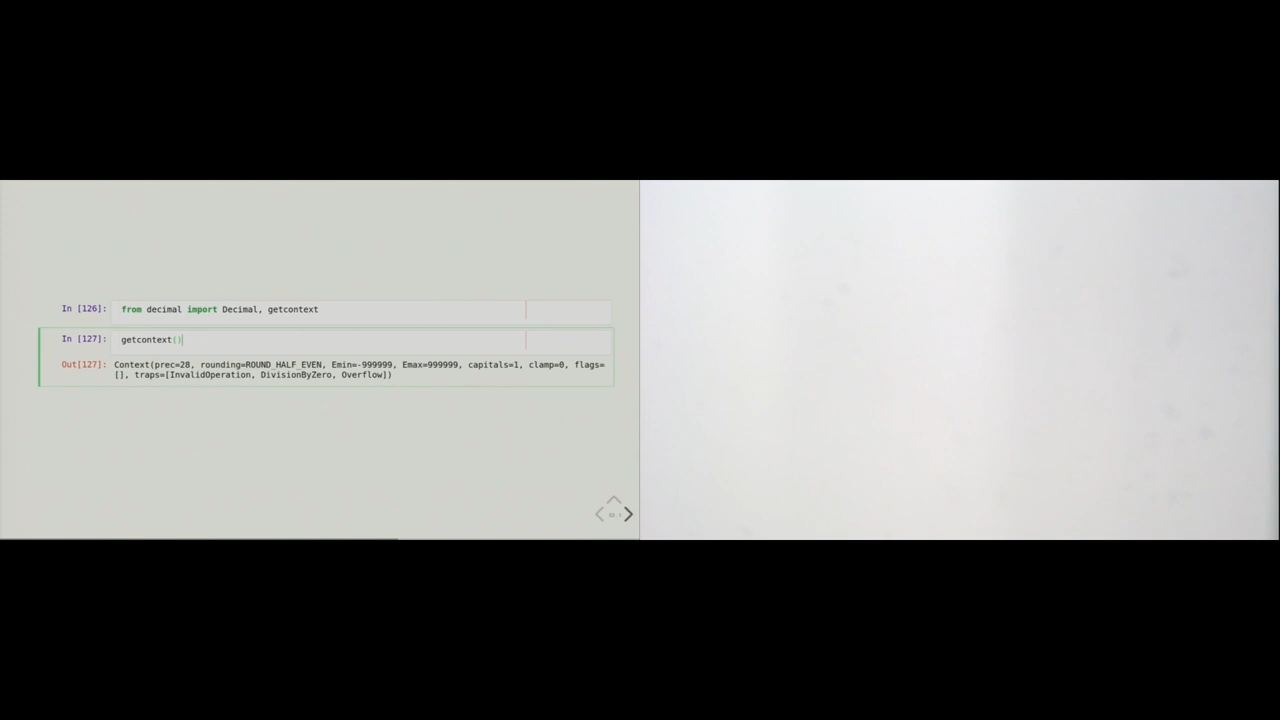 In [126]: from decimal import Decimal, getcontext
In [127]: getcontext()
Out[127]: Context(prec=28, rounding=ROUND_HALF_EVEN, Emin=-999999, Emax=999999, capitals=1, clamp=0, flags=
[], traps=[InvalidOperation, DivisionByZero, Overflow])